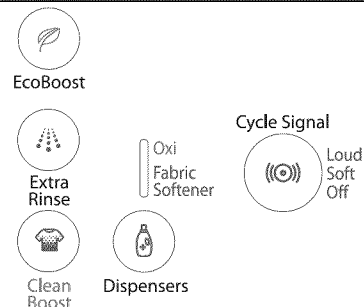 EcoBoost
Cycle Signal
Oxi
Fabric
Softener
Loud
Soft
Off
Extra
Rinse
Clean
Boost
Dispensers